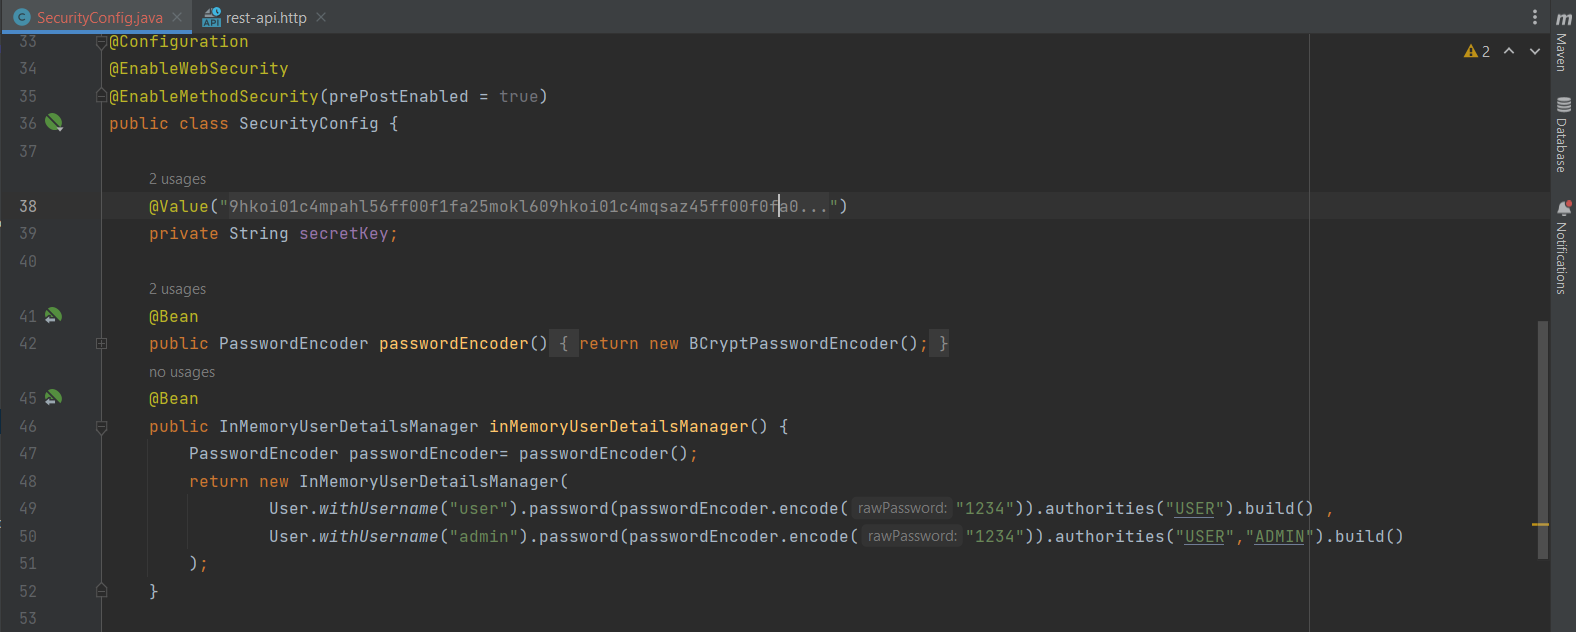 SecurityConfig.java
rest-api.http
33 @Configuration
34 @EnableWebSecurity
35 @EnableMethodSecurity(prePostEnabled = true)
36 public class SecurityConfig {
37
2 usages
38 @Value("9hkoi01c4mpahl56ff00f1fa25mokl609hkoi01c4mqsaz45ff00f0fa0...")
39 private String secretKey;
40
2 usages
41 @Bean
42 public PasswordEncoder passwordEncoder() { return new BCryptPasswordEncoder(); }
no usages
45 @Bean
46 public InMemoryUserDetailsManager inMemoryUserDetailsManager() {
47 PasswordEncoder passwordEncoder= passwordEncoder();
48 return new InMemoryUserDetailsManager(
49 User.withUsername("user").password(passwordEncoder.encode( rawPassword: "1234")).authorities("USER").build() ,
50 User.withUsername("admin").password(passwordEncoder.encode( rawPassword: "1234")).authorities("USER","ADMIN").build()
51 );
52 }
53
2
m
Maven
Database
Notifications
C
API